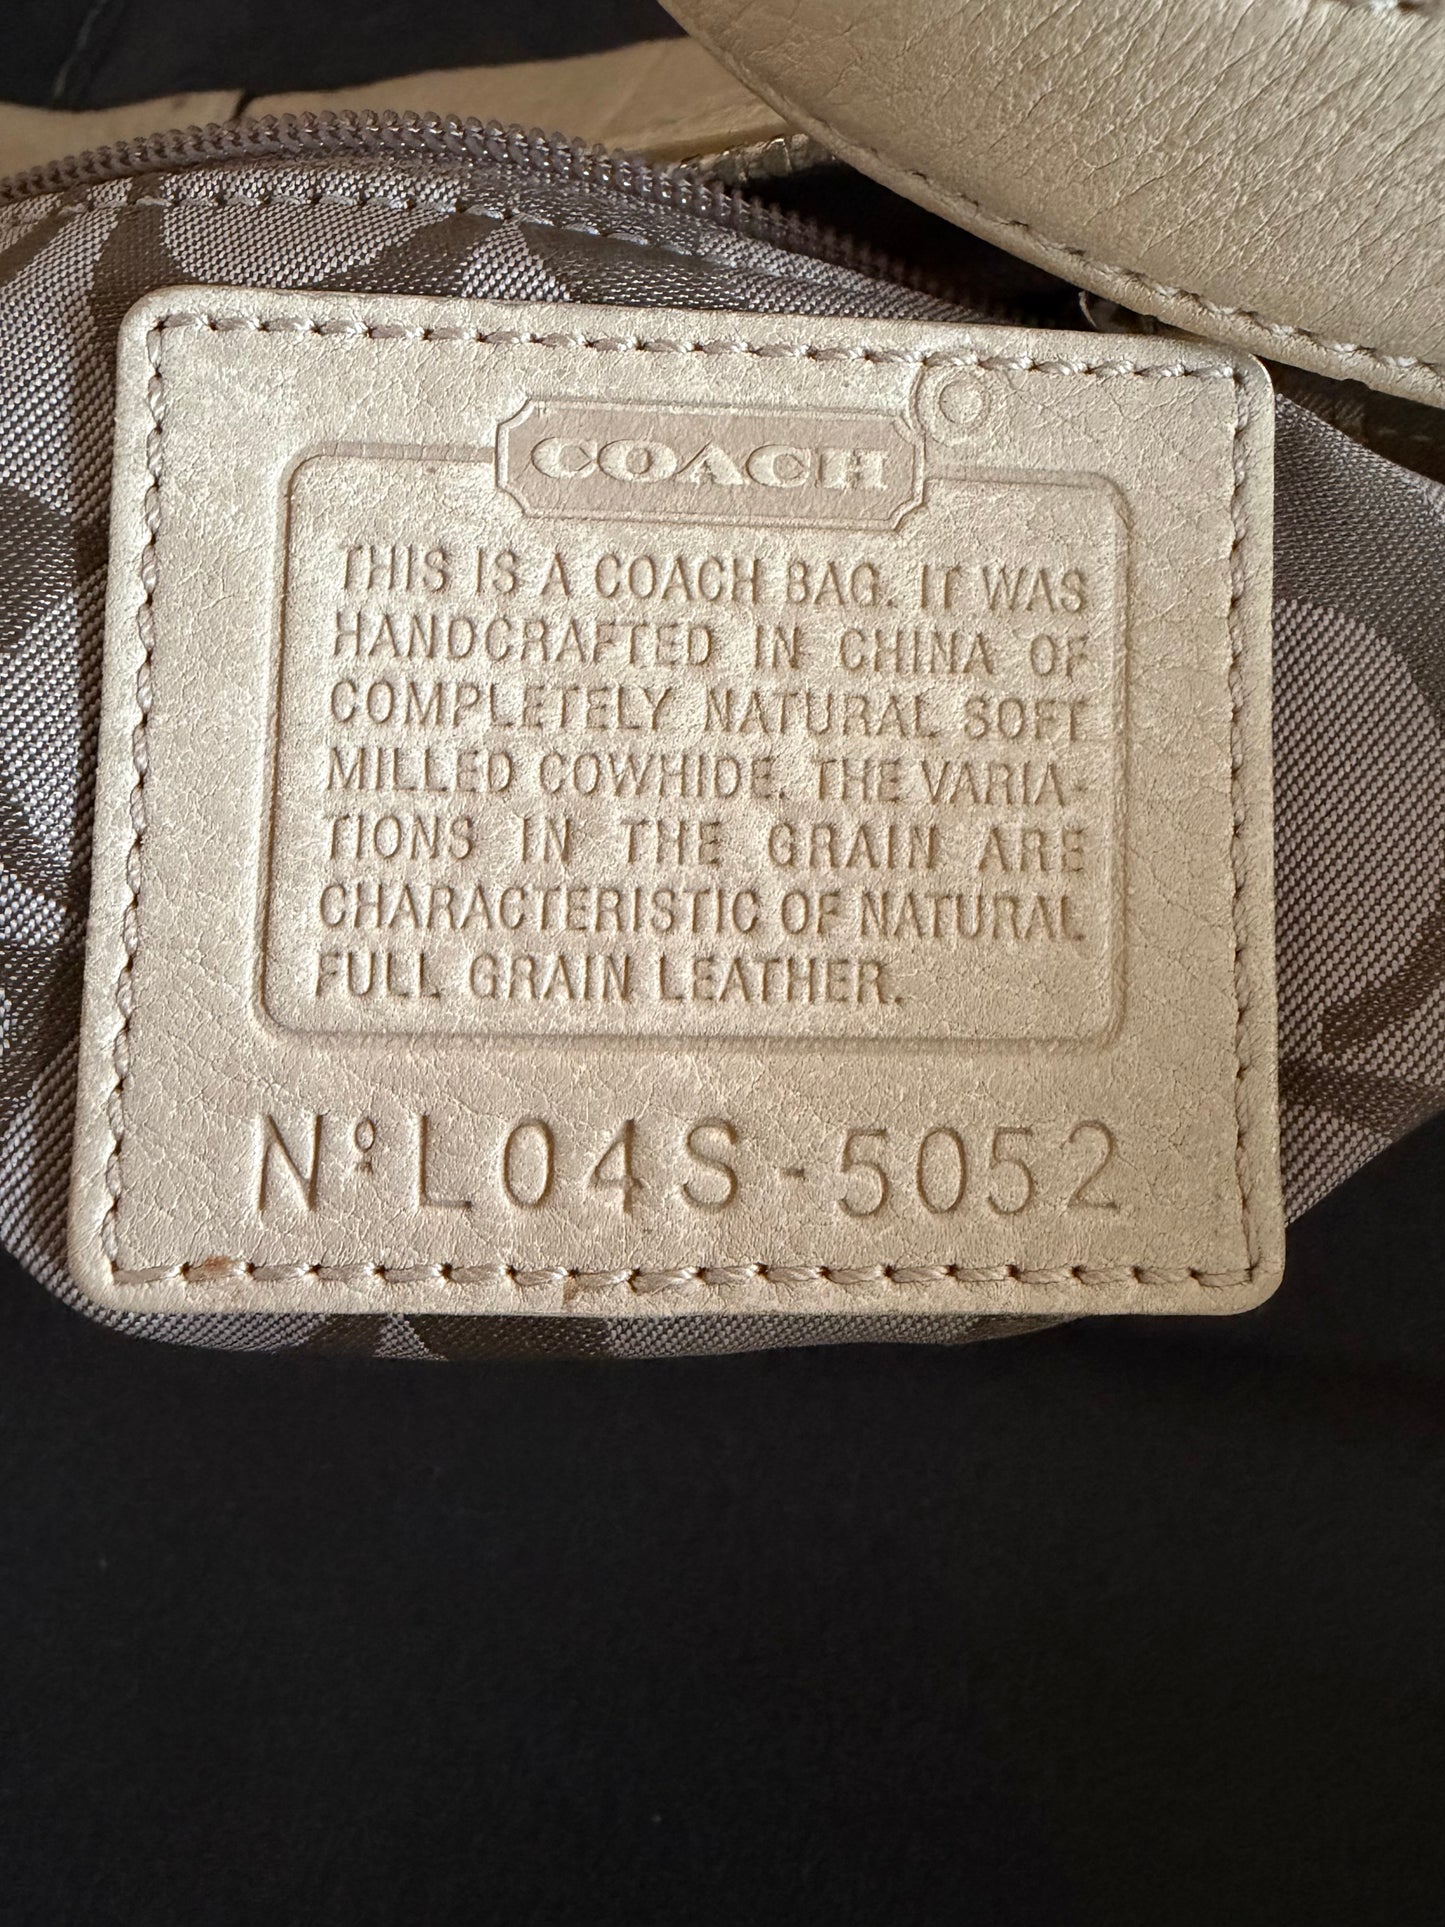 COACH
THIS IS A COACH BAG. IT WAS
HANDCRAFTED IN CHINA OF
COMPLETELY NATURAL SOFT
MILLED COWHIDE. THE VARIA-
TIONS IN THE GRAIN ARE
CHARACTERISTIC OF NATURAL
FULL GRAIN LEATHER.
Nº L04S-5052